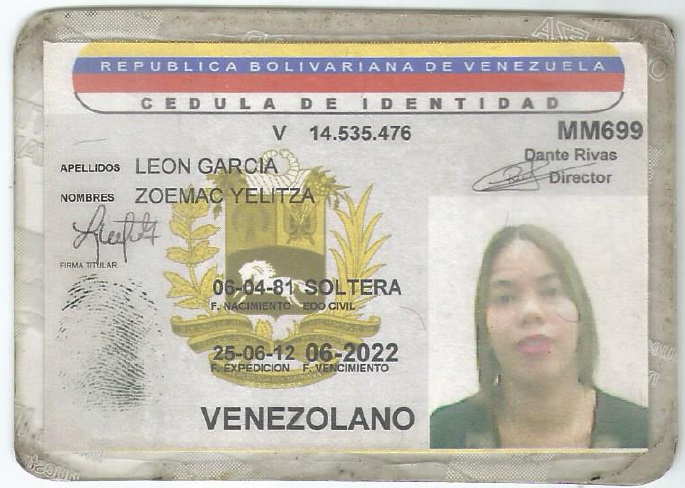 REPUBLICA BOLIVARIANA DE VENEZUELA
CEDULA DE IDENTIDAD
V 14.535.476 MM699
Dante Rivas
Director
APELLIDOS LEON GARCIA
NOMBRES ZOEMAC YELITZA
FIRMA TITULAR
06-04-81 SOLTERA
F. NACIMIENTO EDO CIVIL
25-06-12 06-2022
F. EXPEDICION F. VENCIMIENTO
VENEZOLANO